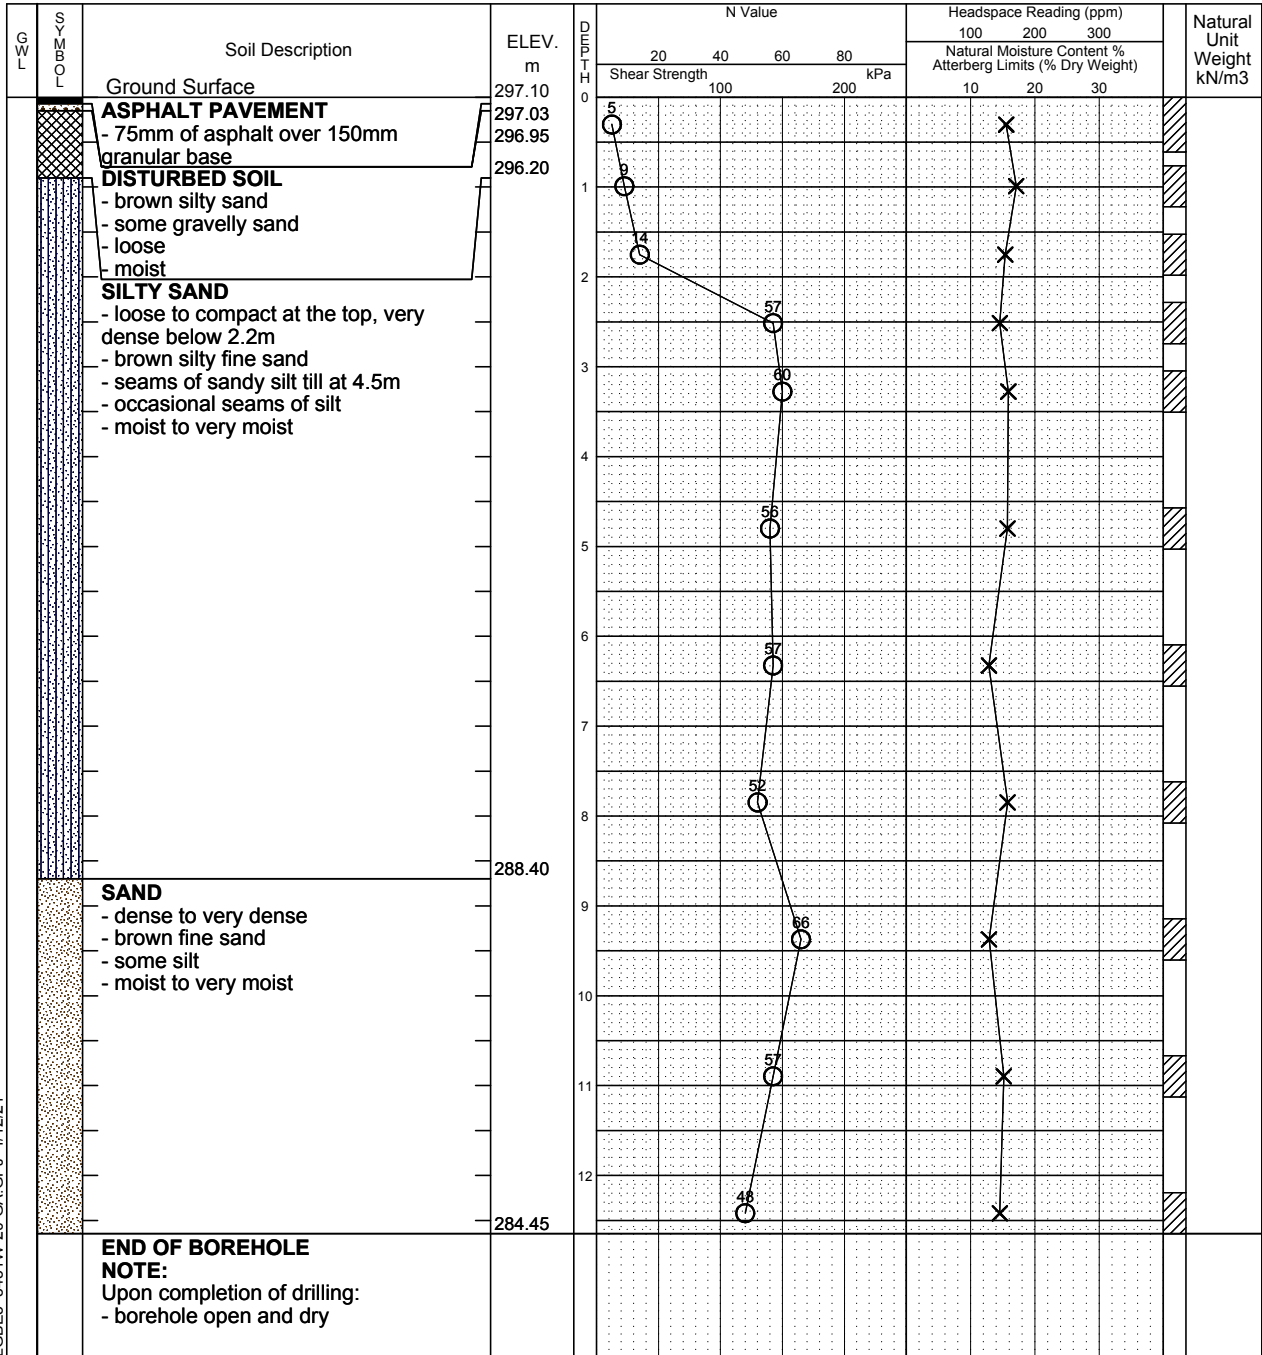 GWL
SYMBOL
Soil Description
Ground Surface
ELEV.
m
297.10
DEPTH
N Value
20 40 60 80
Shear Strength kPa
100 200
Headspace Reading (ppm)
100 200 300
Natural Moisture Content %
Atterberg Limits (% Dry Weight)
10 20 30
Natural
Unit
Weight
kN/m3
0
ASPHALT PAVEMENT
- 75mm of asphalt over 150mm
granular base
297.03
296.95
296.20
DISTURBED SOIL
- brown silty sand
- some gravelly sand
- loose
- moist
SILTY SAND
- loose to compact at the top, very
dense below 2.2m
- brown silty fine sand
- seams of sandy silt till at 4.5m
- occasional seams of silt
- moist to very moist
288.40
SAND
- dense to very dense
- brown fine sand
- some silt
- moist to very moist
284.45
END OF BOREHOLE
NOTE:
Upon completion of drilling:
- borehole open and dry
1
2
3
4
5
6
7
8
9
10
11
12
5
9
14
57
60
56
57
52
66
57
48